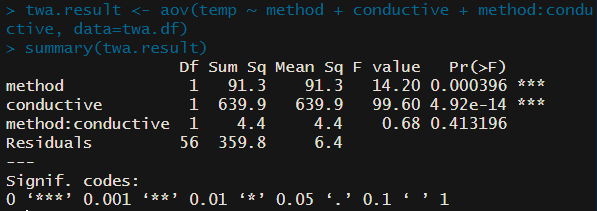 > twa.result <- aov(temp ~ method + conductive + method:condu
ctive, data=twa.df)
> summary(twa.result)
                  Df Sum Sq Mean Sq F value   Pr(>F)
method             1   91.3    91.3   14.20 0.000396 ***
conductive         1  639.9   639.9   99.60 4.92e-14 ***
method:conductive  1    4.4     4.4    0.68 0.413196
Residuals         56  359.8     6.4
---
Signif. codes:
0 ‘***’ 0.001 ‘**’ 0.01 ‘*’ 0.05 ‘.’ 0.1 ‘ ’ 1